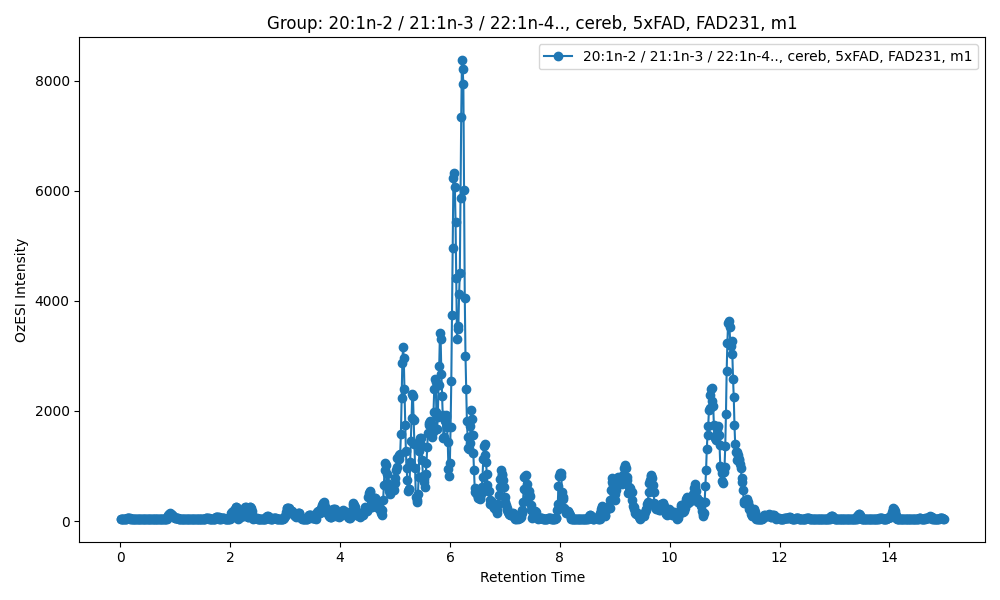 Group: 20:1n-2 / 21:1n-3 / 22:1n-4.., cereb, 5xFAD, FAD231, m1
20:1n-2 / 21:1n-3 / 22:1n-4.., cereb, 5xFAD, FAD231, m1
8000
6000
4000
2000
0
OzESI Intensity
0 2 4 6 8 10 12 14
Retention Time